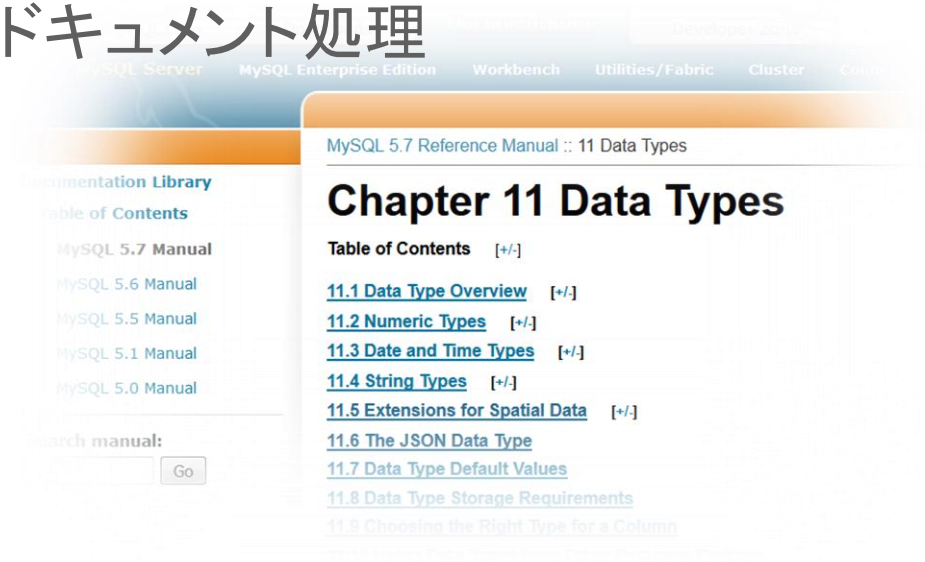 ドキュメント処理
Developer Zone
MySQL Server MySQL Enterprise Edition Workbench Utilities/Fabric Cluster
MySQL 5.7 Reference Manual :: 11 Data Types
Documentation Library
Table of Contents
MySQL 5.7 Manual
MySQL 5.6 Manual
MySQL 5.5 Manual
MySQL 5.1 Manual
MySQL 5.0 Manual
Search manual:
Go
Chapter 11 Data Types
Table of Contents [+/-]
11.1 Data Type Overview [+/-]
11.2 Numeric Types [+/-]
11.3 Date and Time Types [+/-]
11.4 String Types [+/-]
11.5 Extensions for Spatial Data [+/-]
11.6 The JSON Data Type
11.7 Data Type Default Values
11.8 Data Type Storage Requirements
11.9 Choosing the Right Type for a Column